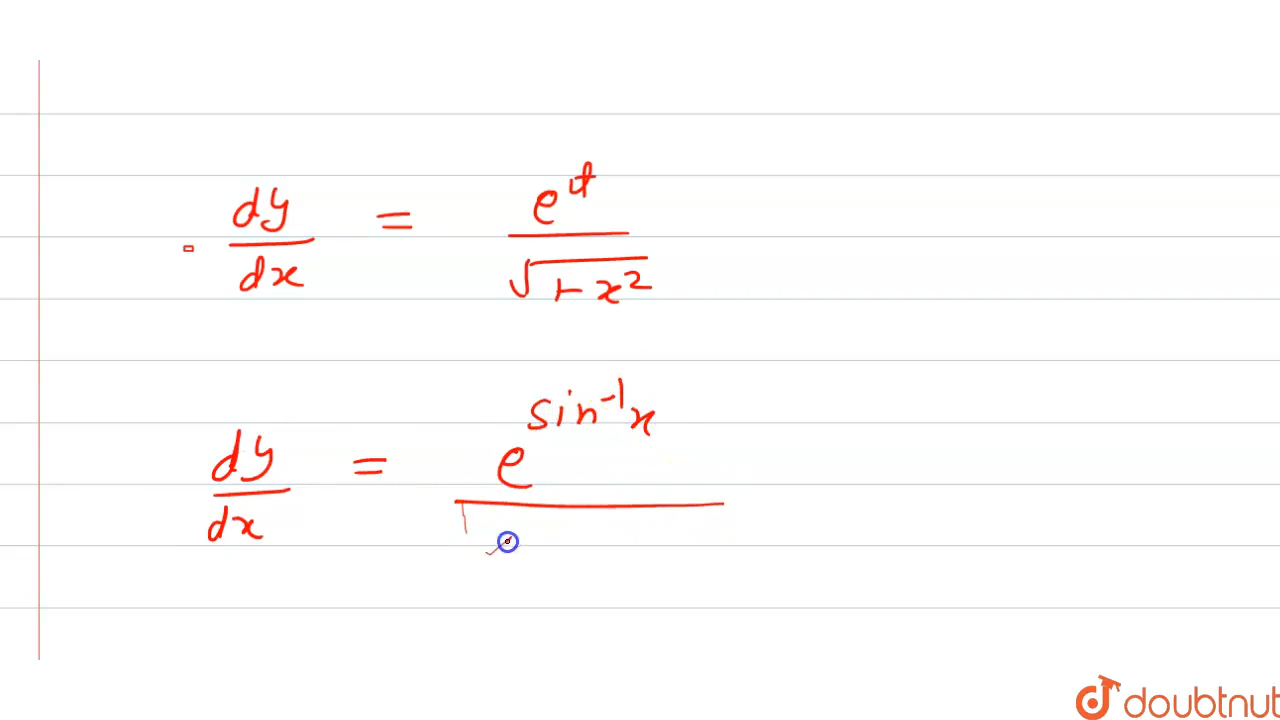 dy/dx = e^t/√(1-x²)
dy/dx = e^(sin⁻¹x)/
doubtnut